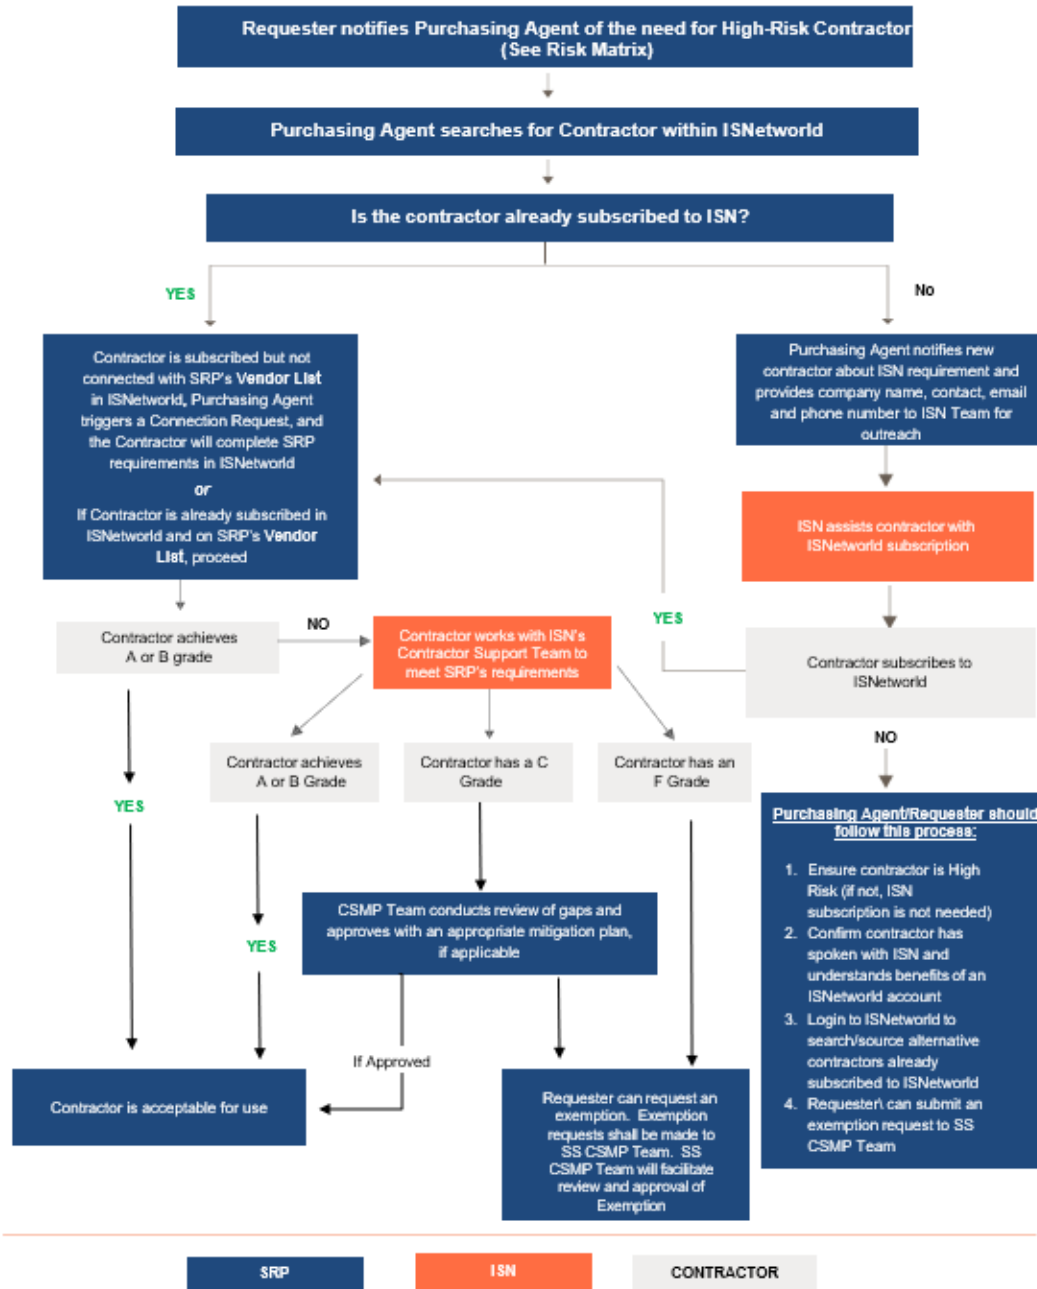 Requester notifies Purchasing Agent of the need for High-Risk Contractor
(See Risk Matrix)
Purchasing Agent searches for Contractor within ISNetworld
Is the contractor already subscribed to ISN?
YES
No
Contractor is subscribed but not
connected with SRP's Vendor List
in ISNetworld, Purchasing Agent
triggers a Connection Request, and
the Contractor will complete SRP
requirements in ISNetworld
or
If Contractor is already subscribed in
ISNetworld and on SRP's Vendor
List, proceed
Purchasing Agent notifies new
contractor about ISN requirement and
provides company name, contact, email
and phone number to ISN Team for
outreach
ISN assists contractor with
ISNetworld subscription
YES
Contractor subscribes to
ISNetworld
NO
Contractor achieves
A or B grade
NO
Contractor works with ISN's
Contractor Support Team to
meet SRP's requirements
Contractor achieves
A or B Grade
Contractor has a C
Grade
Contractor has an
F Grade
YES
YES
CSMP Team conducts review of gaps and
approves with an appropriate mitigation plan,
if applicable
If Approved
Contractor is acceptable for use
Requester can request an
exemption. Exemption
requests shall be made to
SS CSMP Team. SS
CSMP Team will facilitate
review and approval of
Exemption
Purchasing Agent/Requester should
follow this process:
1. Ensure contractor is High
Risk (if not, ISN
subscription is not needed)
2. Confirm contractor has
spoken with ISN and
understands benefits of an
ISNetworld account
3. Login to ISNetworld to
search/source alternative
contractors already
subscribed to ISNetworld
4. Requester\ can submit an
exemption request to SS
CSMP Team
SRP
ISN
CONTRACTOR